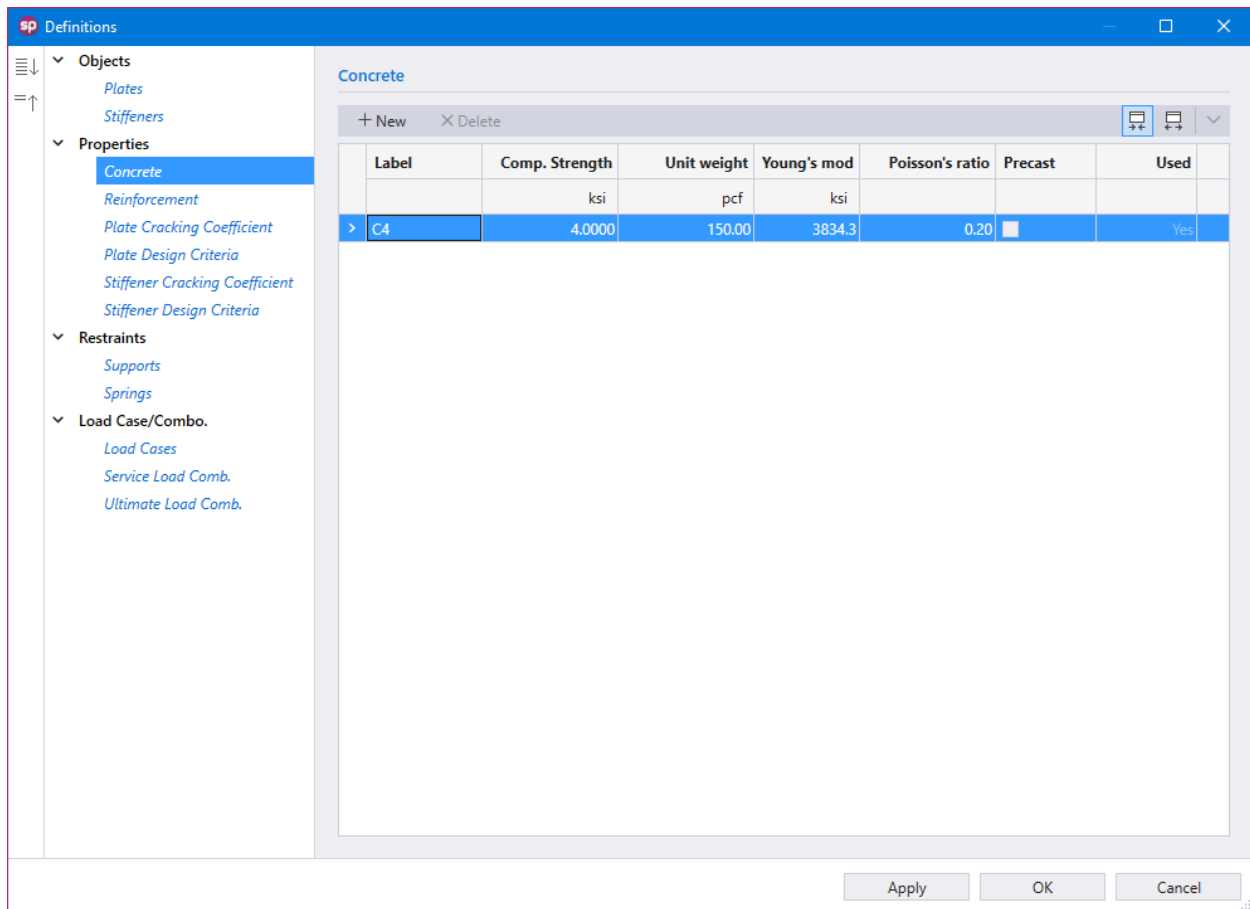 sp Definitions
Objects
Plates
Stiffeners
Properties
Concrete
Reinforcement
Plate Cracking Coefficient
Plate Design Criteria
Stiffener Cracking Coefficient
Stiffener Design Criteria
Restraints
Supports
Springs
Load Case/Combo.
Load Cases
Service Load Comb.
Ultimate Load Comb.
Concrete
New Delete
Label Comp. Strength Unit weight Young's mod Poisson's ratio Precast Used
ksi pcf ksi
C4 4.0000 150.00 3834.3 0.20 Yes
Apply OK Cancel